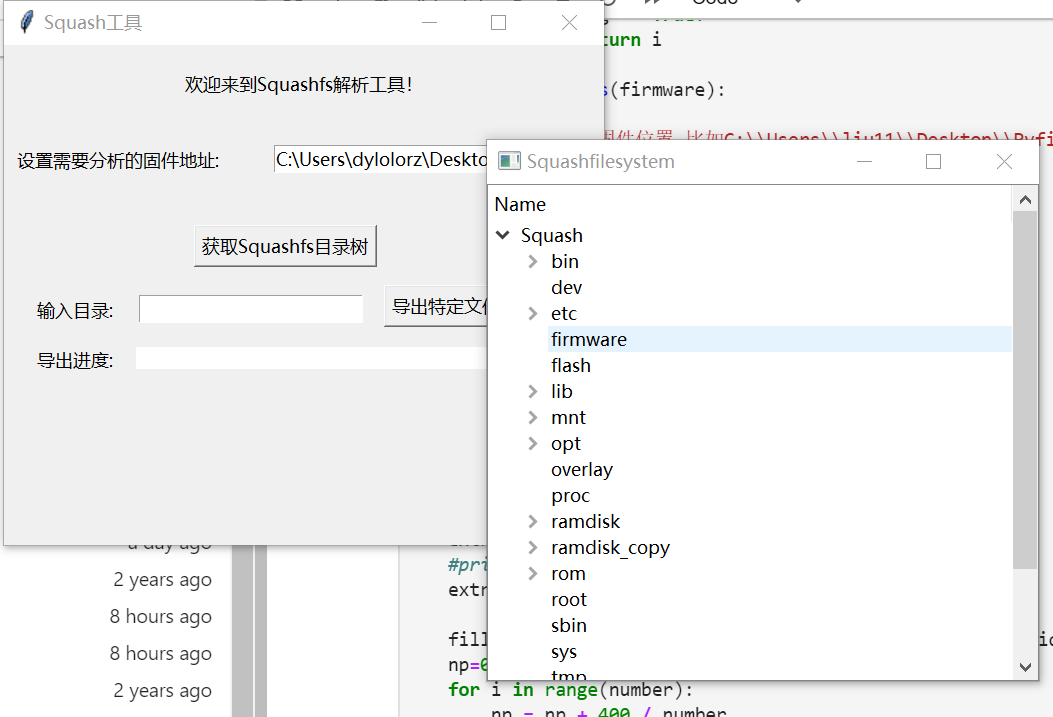 Squash工具
欢迎来到Squashfs解析工具!
设置需要分析的固件地址:
C:\Users\dylolorz\Deskto
获取Squashfs目录树
输入目录:
导出特定文
导出进度:
a day ago
2 years ago
8 hours ago
8 hours ago
2 years ago
Code
turn i
(firmware):
固件位置,比如C:\\Users\\liu11\\Desktop\\Pyfi
Squashfilesystem
Name
Squash
bin
dev
etc
firmware
flash
lib
mnt
opt
overlay
proc
ramdisk
ramdisk_copy
rom
root
sbin
sys
tmp
#pri
extr
fill
np=0
for i in range(number):
np = np + 400 / number